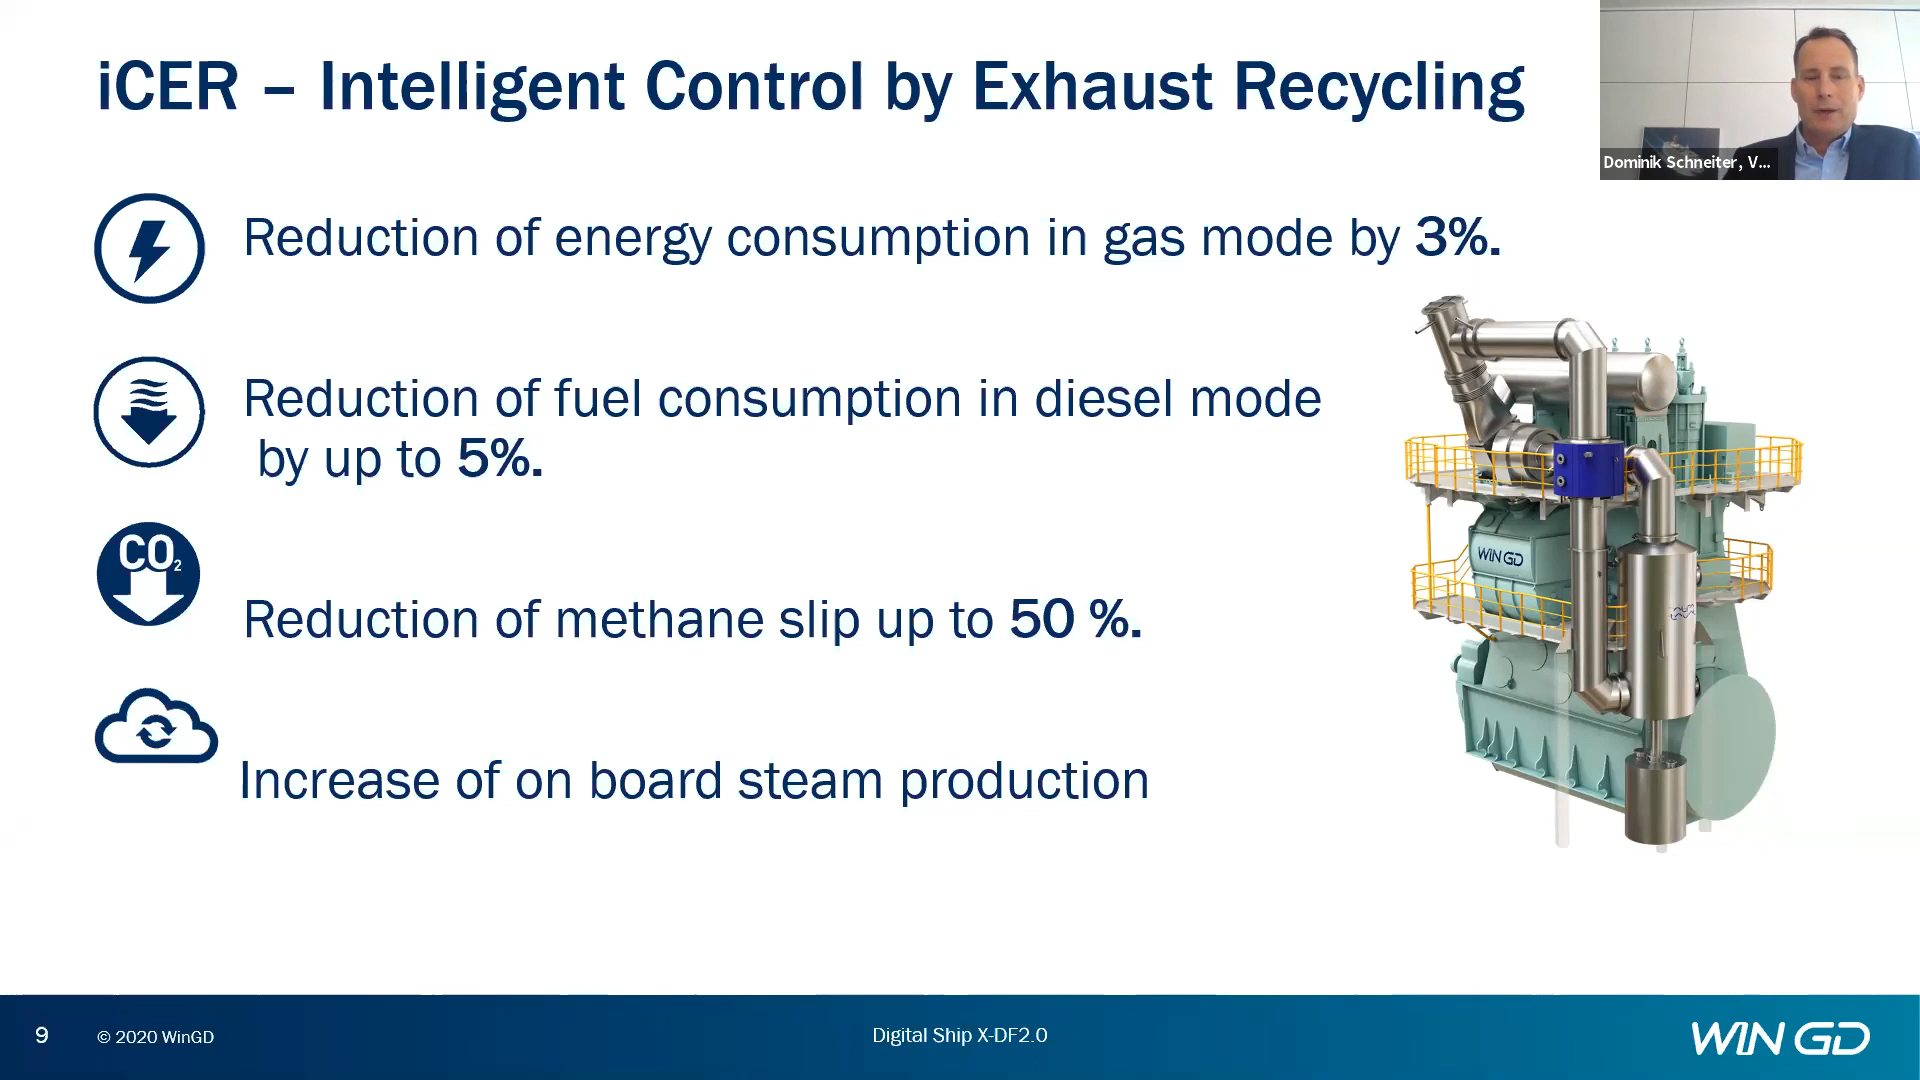 iCER – Intelligent Control by Exhaust Recycling
Dominik Schneiter, V...
Reduction of energy consumption in gas mode by 3%.
Reduction of fuel consumption in diesel mode
by up to 5%.
CO2
Reduction of methane slip up to 50 %.
Increase of on board steam production
WIN GD
9
© 2020 WinGD
Digital Ship X-DF2.0
WIN GD